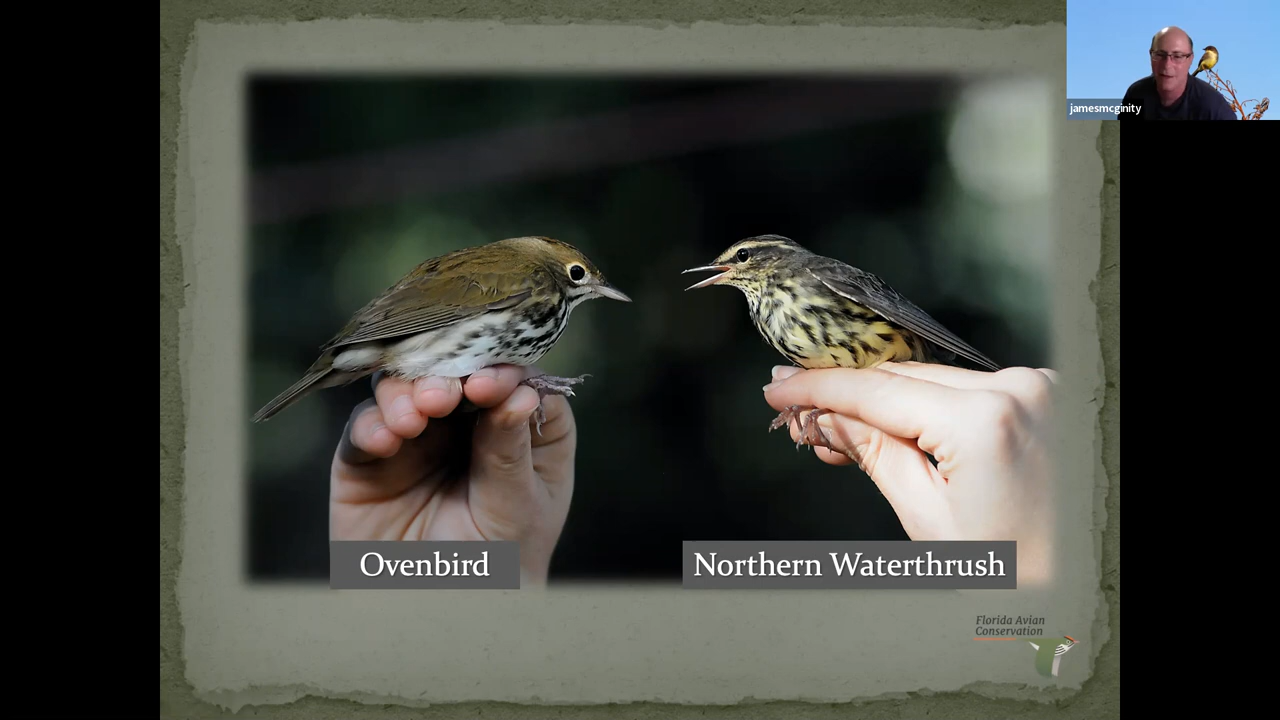 jamesmcginity
Ovenbird
Northern Waterthrush
Florida Avian
Conservation